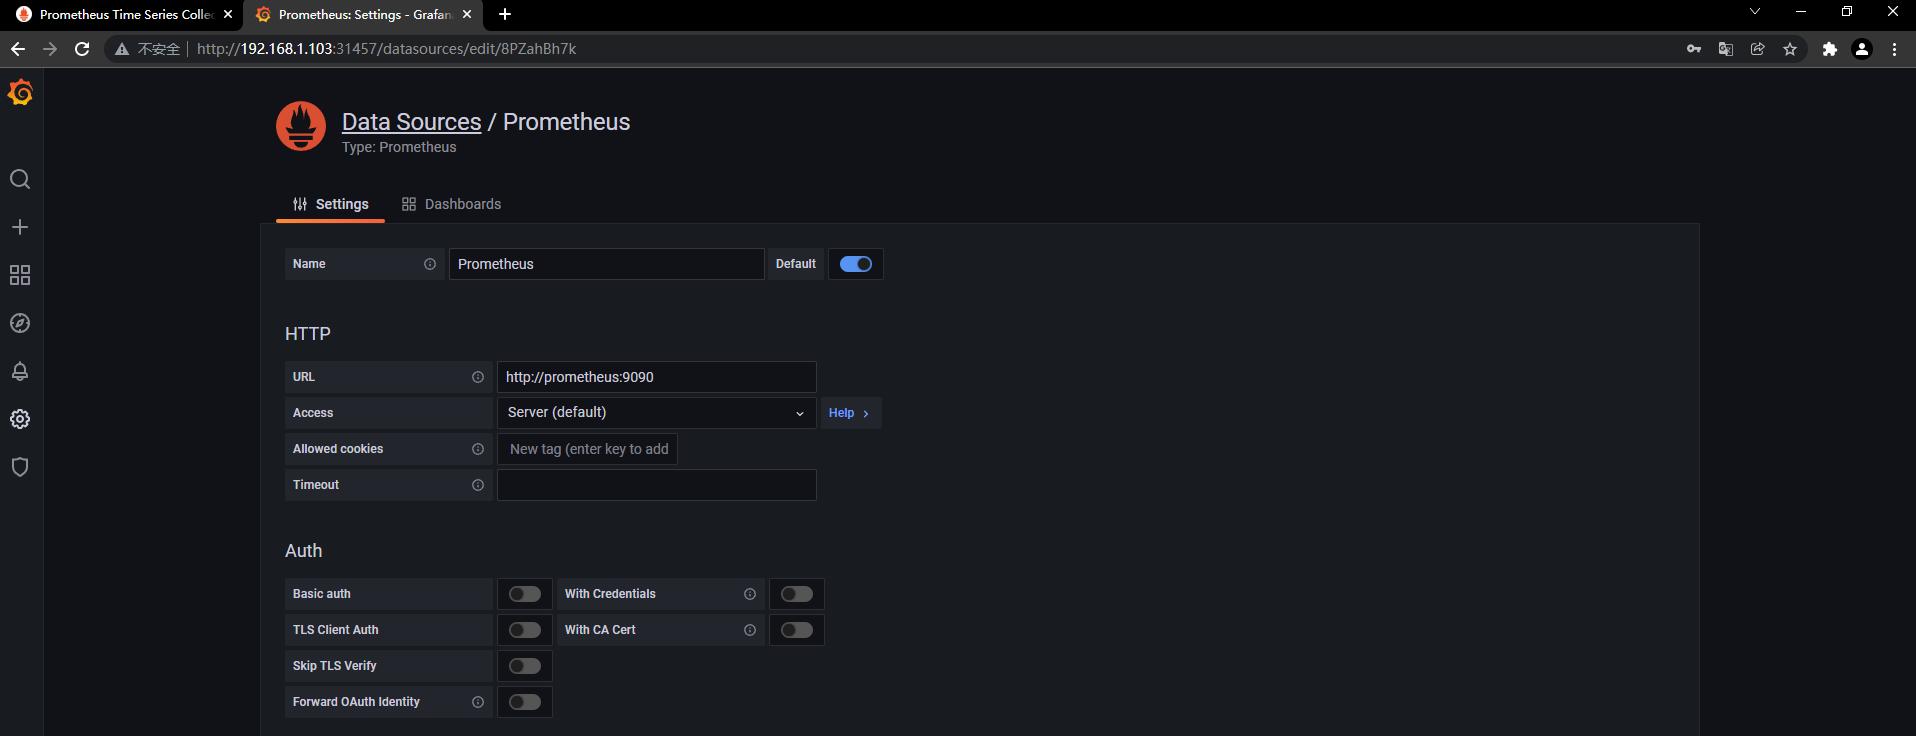 Prometheus Time Series Collec
Prometheus: Settings - Grafana
不安全 http://192.168.1.103:31457/datasources/edit/8PZahBh7k
Data Sources / Prometheus
Type: Prometheus
Settings Dashboards
Name Prometheus Default
HTTP
URL http://prometheus:9090
Access Server (default) Help
Allowed cookies New tag (enter key to add
Timeout
Auth
Basic auth With Credentials
TLS Client Auth With CA Cert
Skip TLS Verify
Forward OAuth Identity